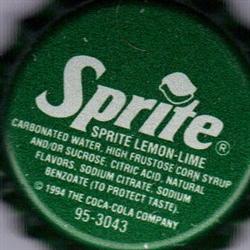 Sprite®
SPRITE LEMON-LIME
CARBONATED WATER, HIGH FRUSTOSE CORN SYRUP
AND/OR SUCROSE, CITRIC ACID, NATURAL
FLAVORS, SODIUM CITRATE, SODIUM
BENZOATE (TO PROTECT TASTE).
© 1994 THE COCA-COLA COMPANY
95-3043